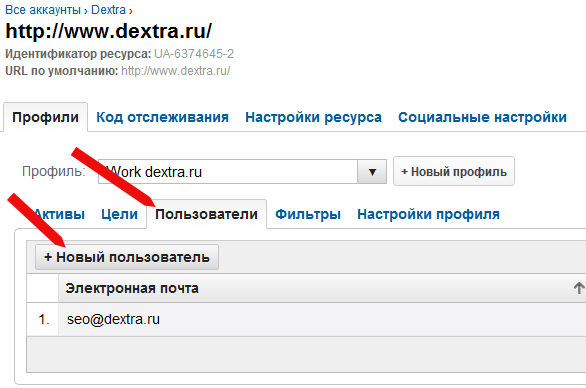 Все аккаунты › Dextra ›
http://www.dextra.ru/
Идентификатор ресурса: UA-6374645-2
URL по умолчанию: http://www.dextra.ru/
Профили Код отслеживания Настройки ресурса Социальные настройки
Профиль: Work dextra.ru + Новый профиль
Активы Цели Пользователи Фильтры Настройки профиля
+ Новый пользователь
Электронная почта
1. seo@dextra.ru